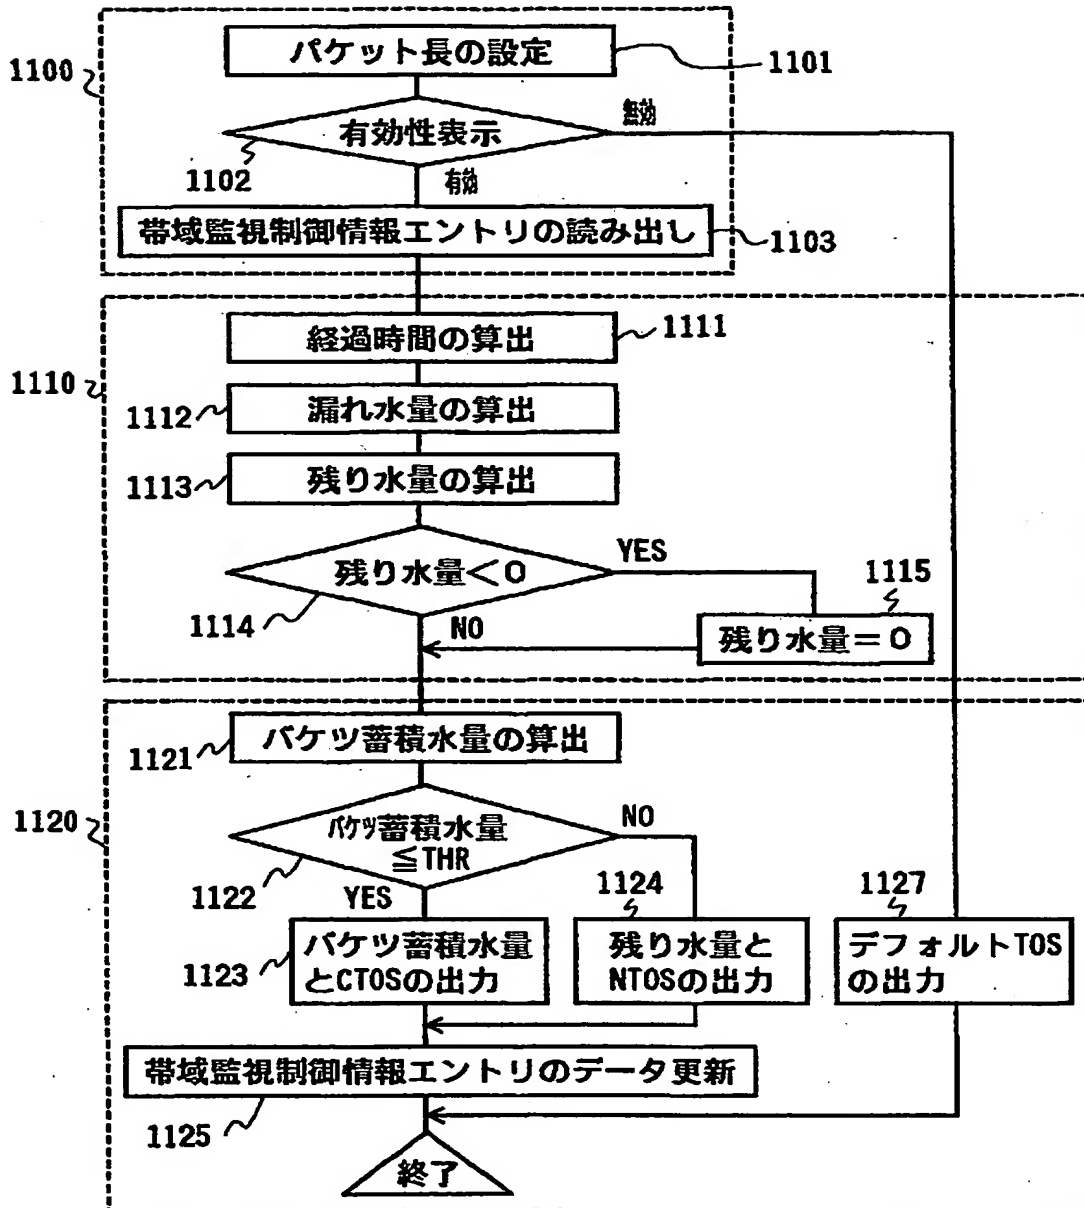 パケット長の設定
1101
1100
有効性表示
無効
1102
有効
帯域監視制御情報エントリの読み出し
1103
経過時間の算出
1111
1110
漏れ水量の算出
1112
残り水量の算出
1113
残り水量<0
YES
1114
NO
1115
残り水量=0
バケツ蓄積水量の算出
1121
1120
バケツ蓄積水量
≦THR
NO
1122
YES
1124
1127
バケツ蓄積水量
とCTOSの出力
1123
残り水量と
NTOSの出力
デフォルトTOS
の出力
帯域監視制御情報エントリのデータ更新
1125
終了